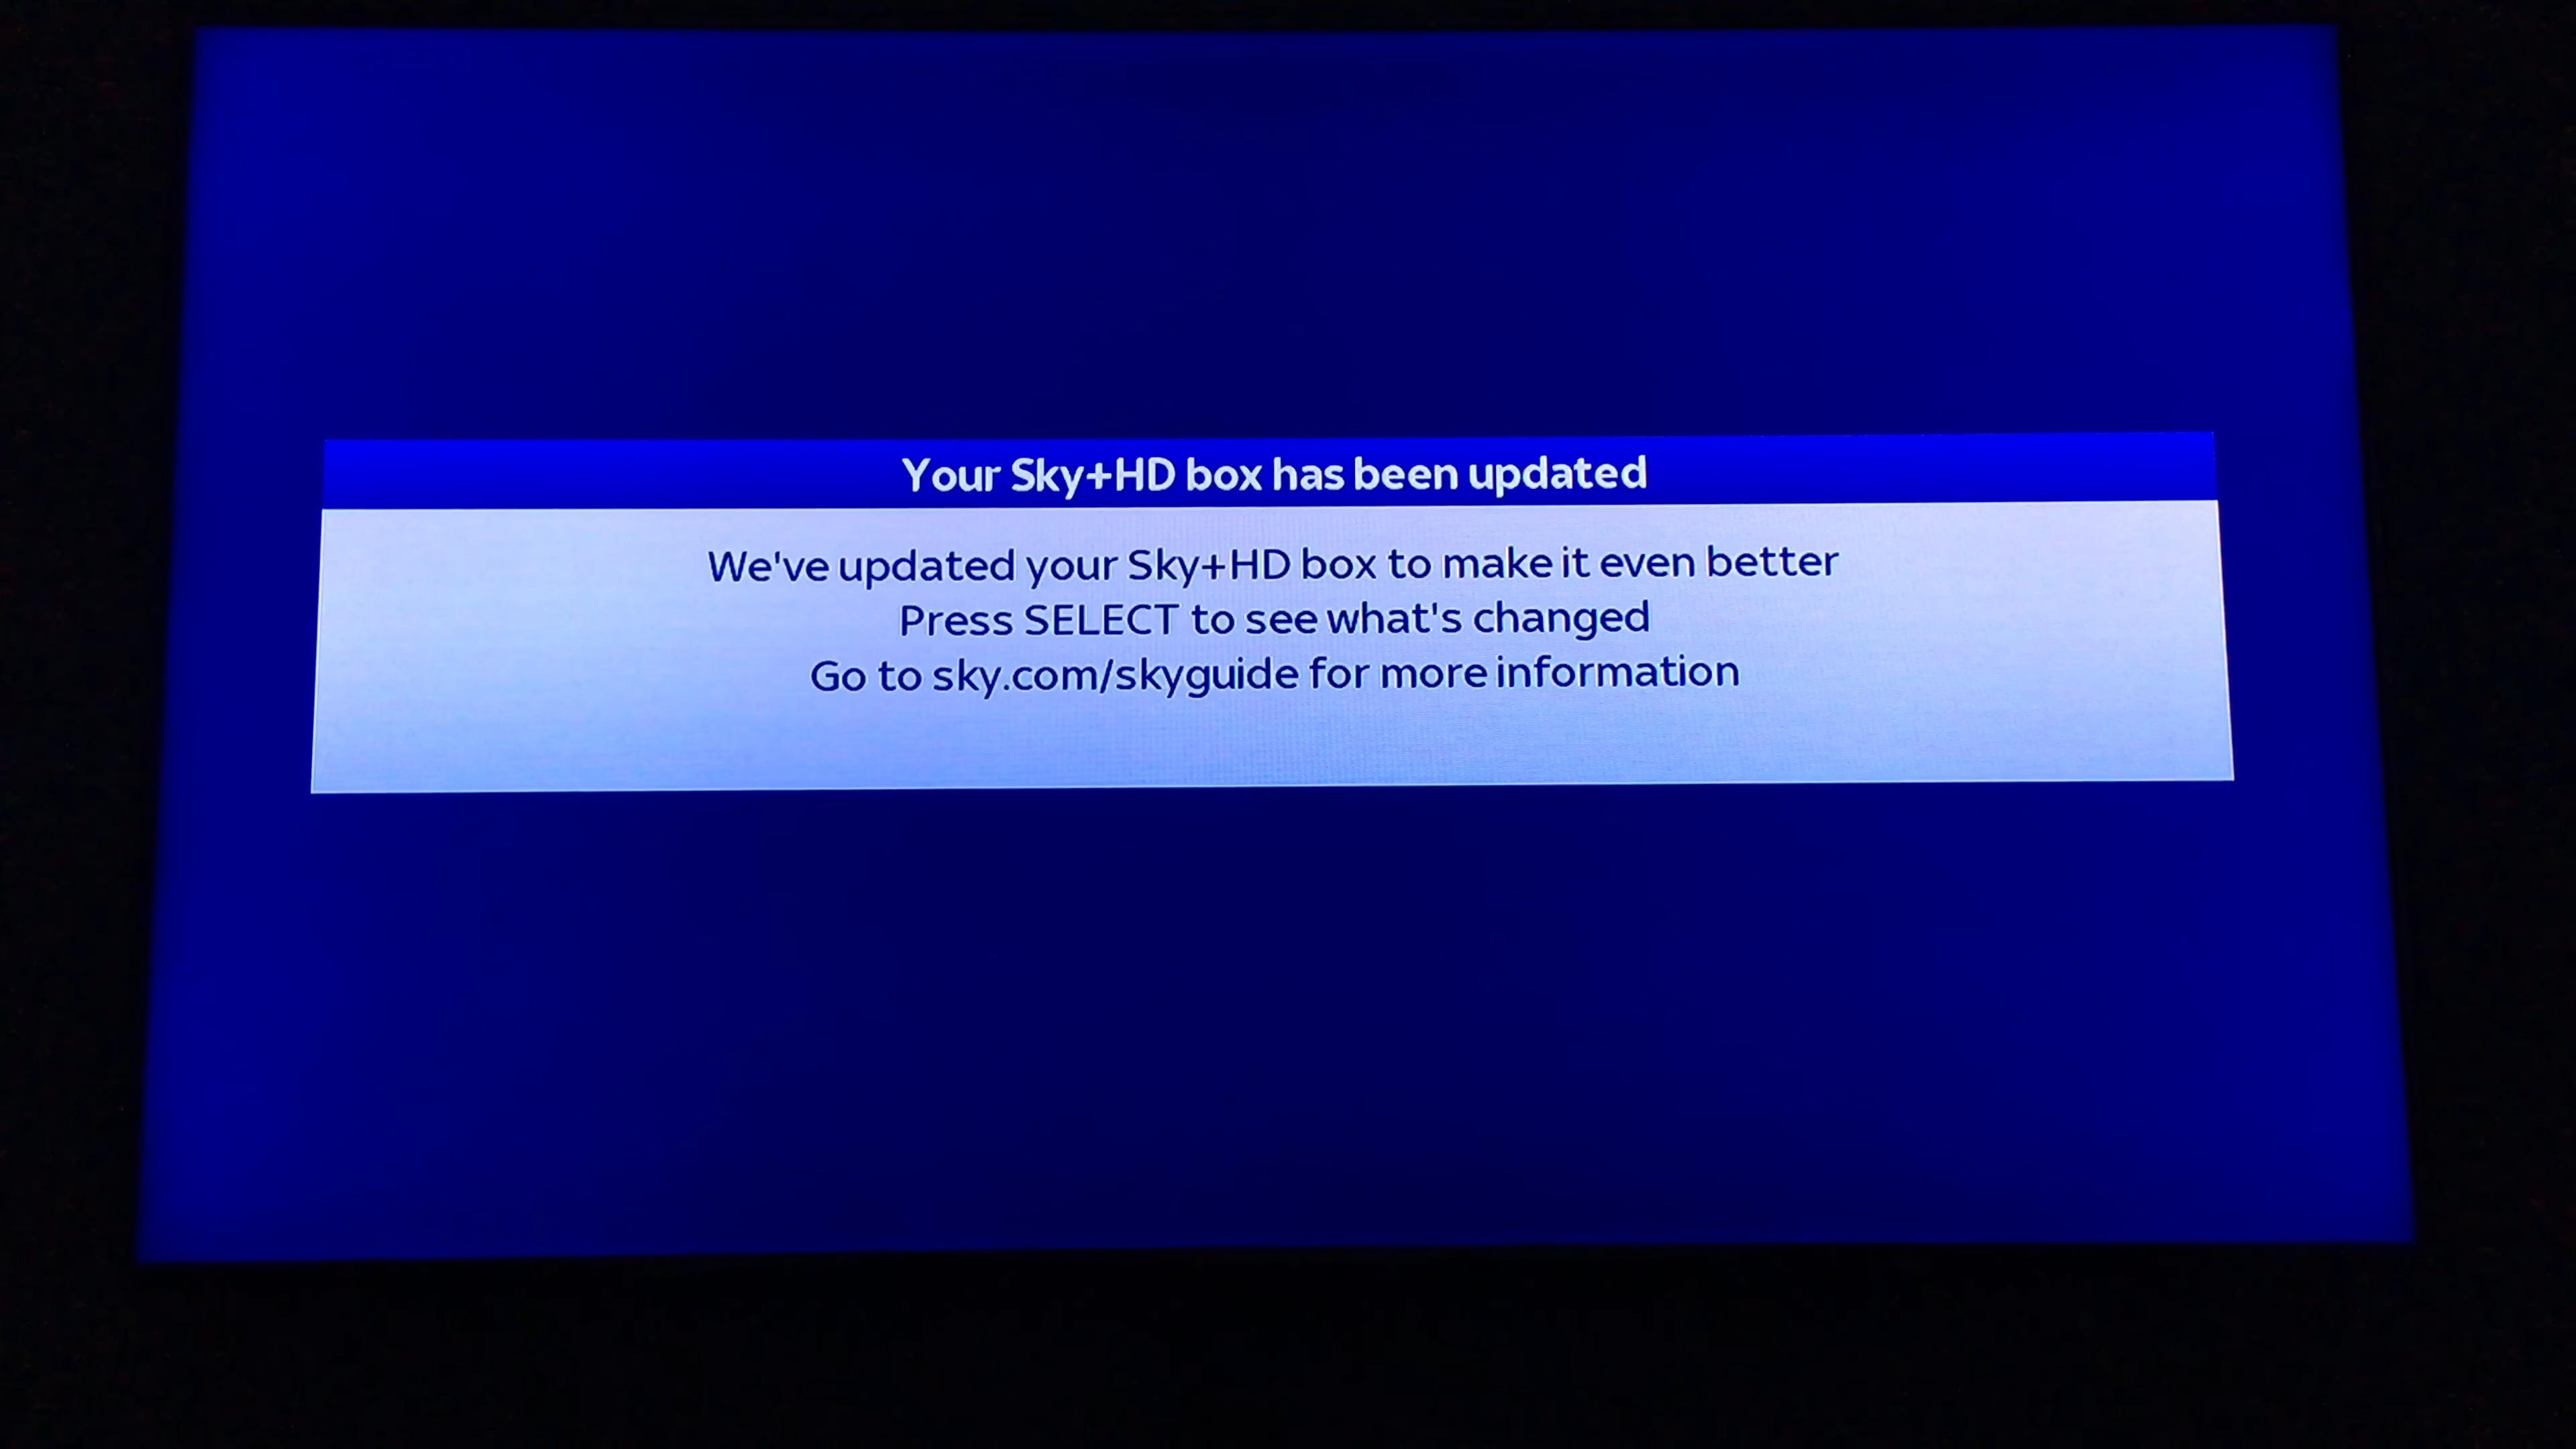 Your Sky+HD box has been updated
We've updated your Sky+HD box to make it even better
Press SELECT to see what's changed
Go to sky.com/skyguide for more information